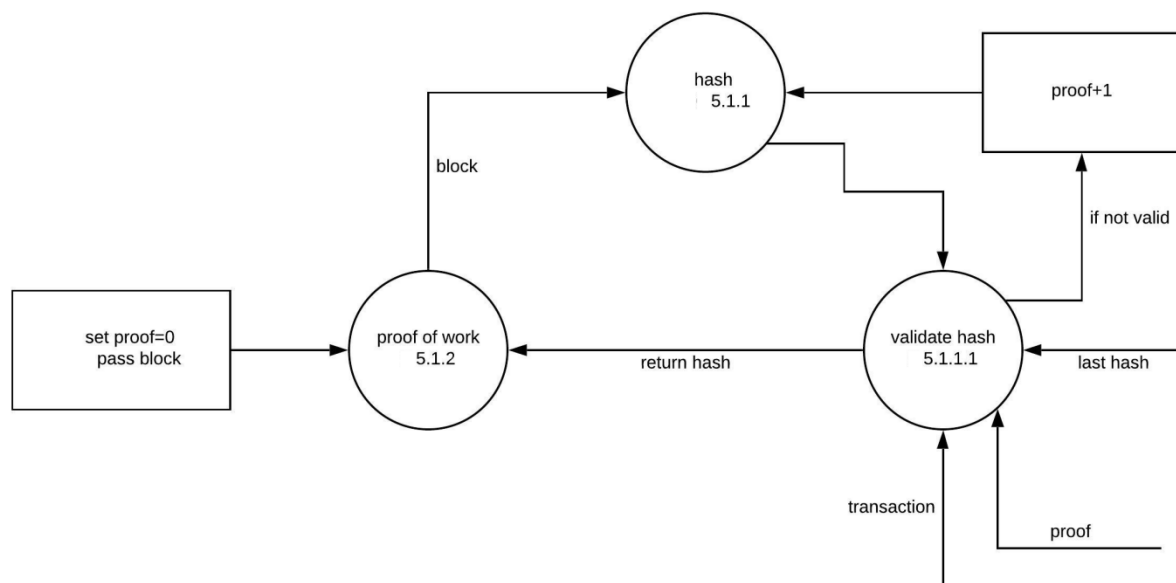 hash
5.1.1
proof+1
block
if not valid
set proof=0
pass block
proof of work
5.1.2
return hash
validate hash
5.1.1.1
last hash
transaction
proof